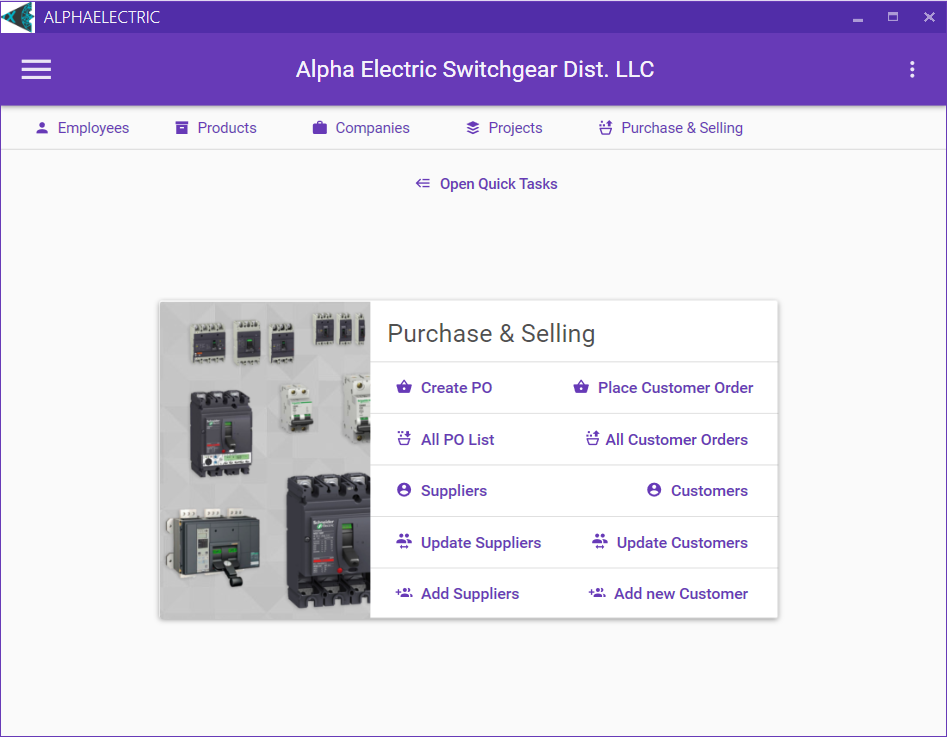 ALPHAELECTRIC
Alpha Electric Switchgear Dist. LLC
Employees Products Companies Projects Purchase & Selling
Open Quick Tasks
Purchase & Selling
Create PO Place Customer Order
All PO List All Customer Orders
Suppliers Customers
Update Suppliers Update Customers
Add Suppliers Add new Customer
Schneider